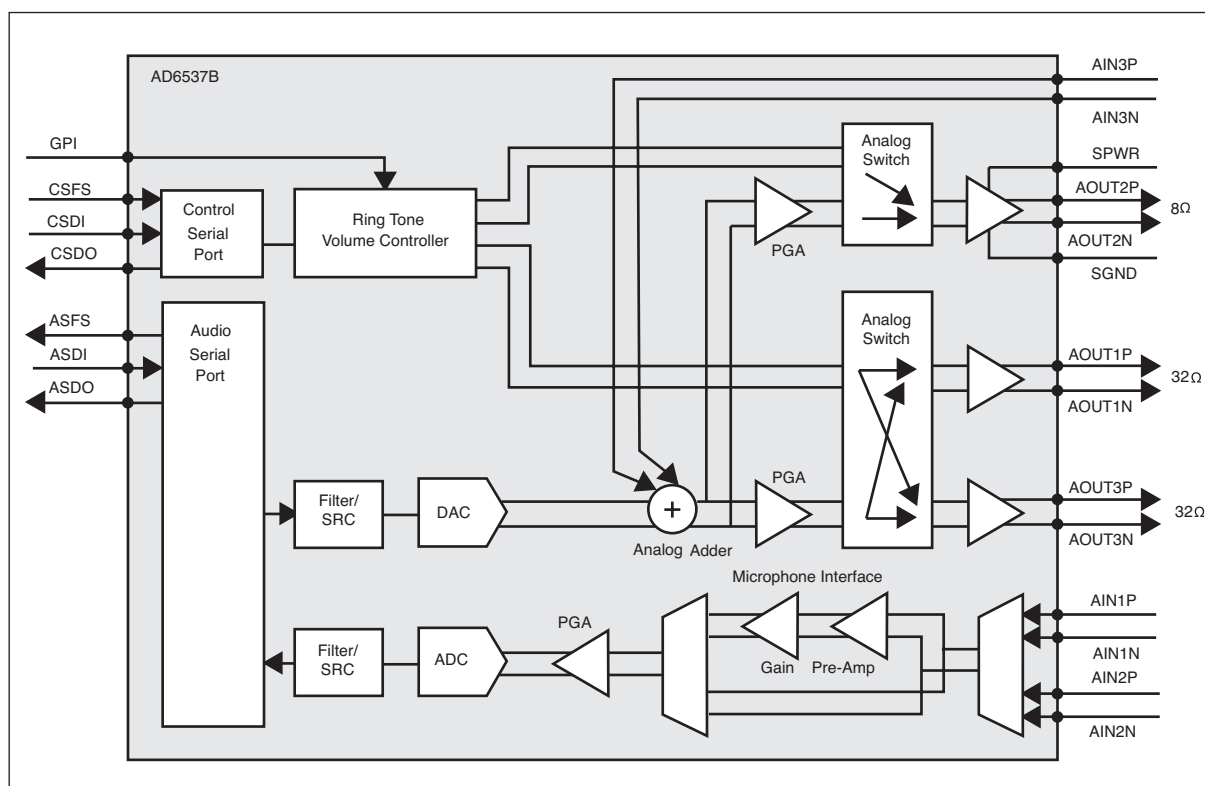 AD6537B
GPI
CSFS
CSDI
CSDO
ASFS
ASDI
ASDO
Control
Serial
Port
Ring Tone
Volume Controller
Audio
Serial
Port
Filter/
SRC
DAC
+
Analog Adder
PGA
PGA
Analog
Switch
Analog
Switch
AIN3P
AIN3N
SPWR
AOUT2P
8Ω
AOUT2N
SGND
AOUT1P
32Ω
AOUT1N
AOUT3P
32Ω
AOUT3N
Microphone Interface
Filter/
SRC
ADC
PGA
Gain
Pre-Amp
AIN1P
AIN1N
AIN2P
AIN2N